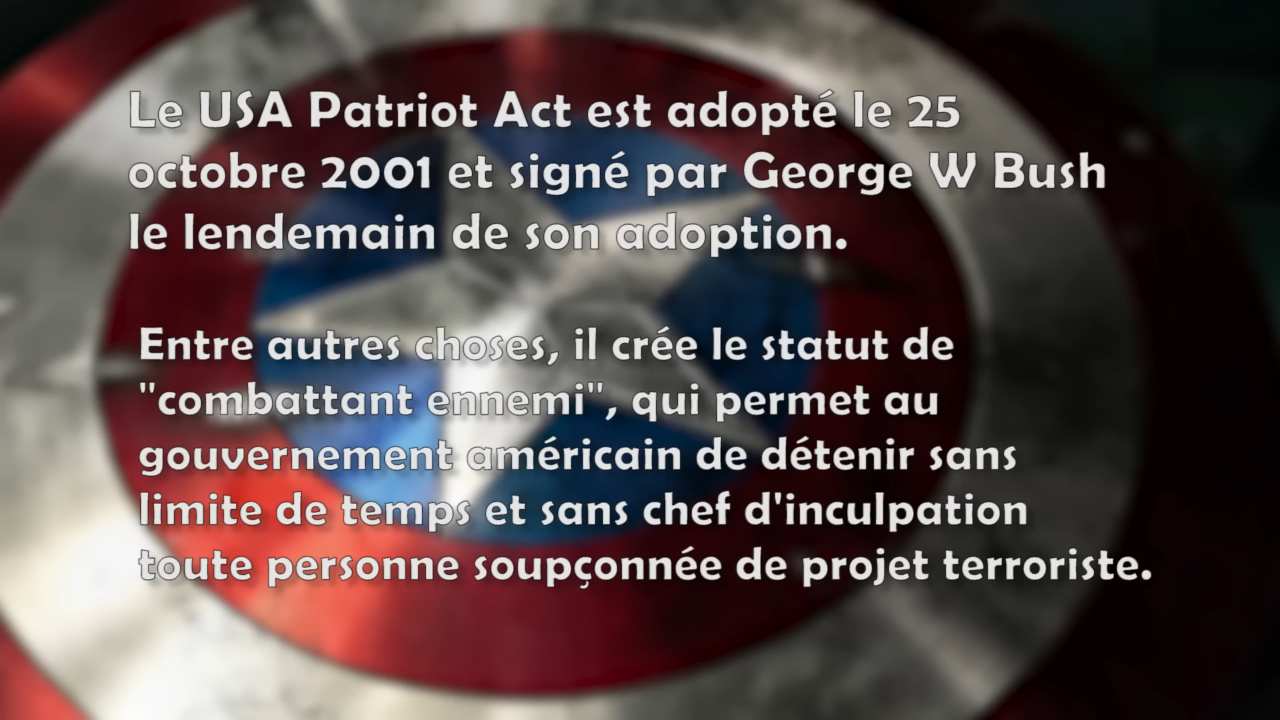 Le USA Patriot Act est adopté le 25
octobre 2001 et signé par George W Bush
le lendemain de son adoption.
Entre autres choses, il crée le statut de
"combattant ennemi", qui permet au
gouvernement américain de détenir sans
limite de temps et sans chef d'inculpation
toute personne soupçonnée de projet terroriste.